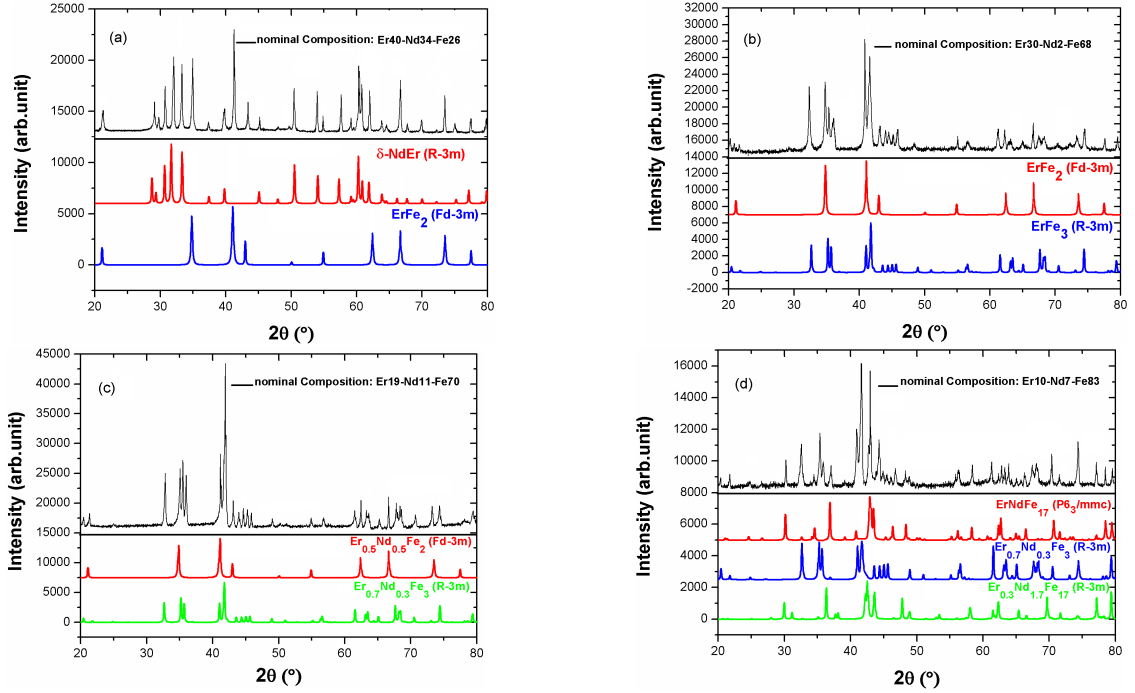 (a)
nominal Composition: Er40-Nd34-Fe26
δ-NdEr (R-3m)
ErFe2 (Fd-3m)
25000
20000
15000
10000
5000
0
20 30 40 50 60 70 80
Intensity (arb.unit)
2θ (°)
(b)
nominal Composition: Er30-Nd2-Fe68
ErFe2 (Fd-3m)
ErFe3 (R-3m)
32000
30000
28000
26000
24000
22000
20000
18000
16000
14000
12000
10000
8000
6000
4000
2000
0
-2000
20 30 40 50 60 70 80
Intensity (arb.unit)
2θ (°)
(c)
nominal Composition: Er19-Nd11-Fe70
Er0.5Nd0.5Fe2 (Fd-3m)
Er0.7Nd0.3Fe3 (R-3m)
45000
40000
35000
30000
25000
20000
15000
10000
5000
0
20 30 40 50 60 70 80
Intensity (arb.unit)
2θ (°)
(d)
nominal Composition: Er10-Nd7-Fe83
ErNdFe17 (P63/mmc)
Er0.7Nd0.3Fe3 (R-3m)
Er0.3Nd1.7Fe17 (R-3m)
16000
14000
12000
10000
8000
6000
4000
2000
0
20 30 40 50 60 70 80
Intensity (arb.unit)
2θ (°)